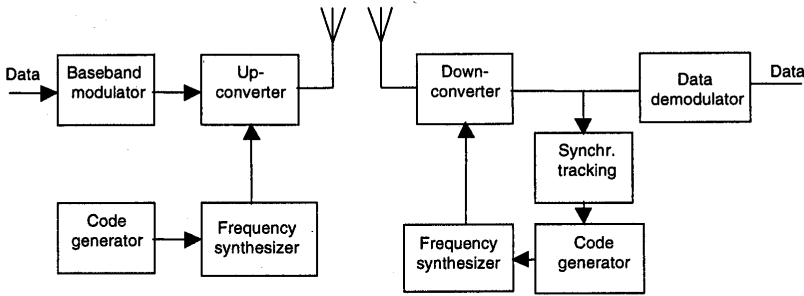 Data
Baseband
modulator
Up-
converter
Code
generator
Frequency
synthesizer
Down-
converter
Data
demodulator
Data
Synchr.
tracking
Frequency
synthesizer
Code
generator